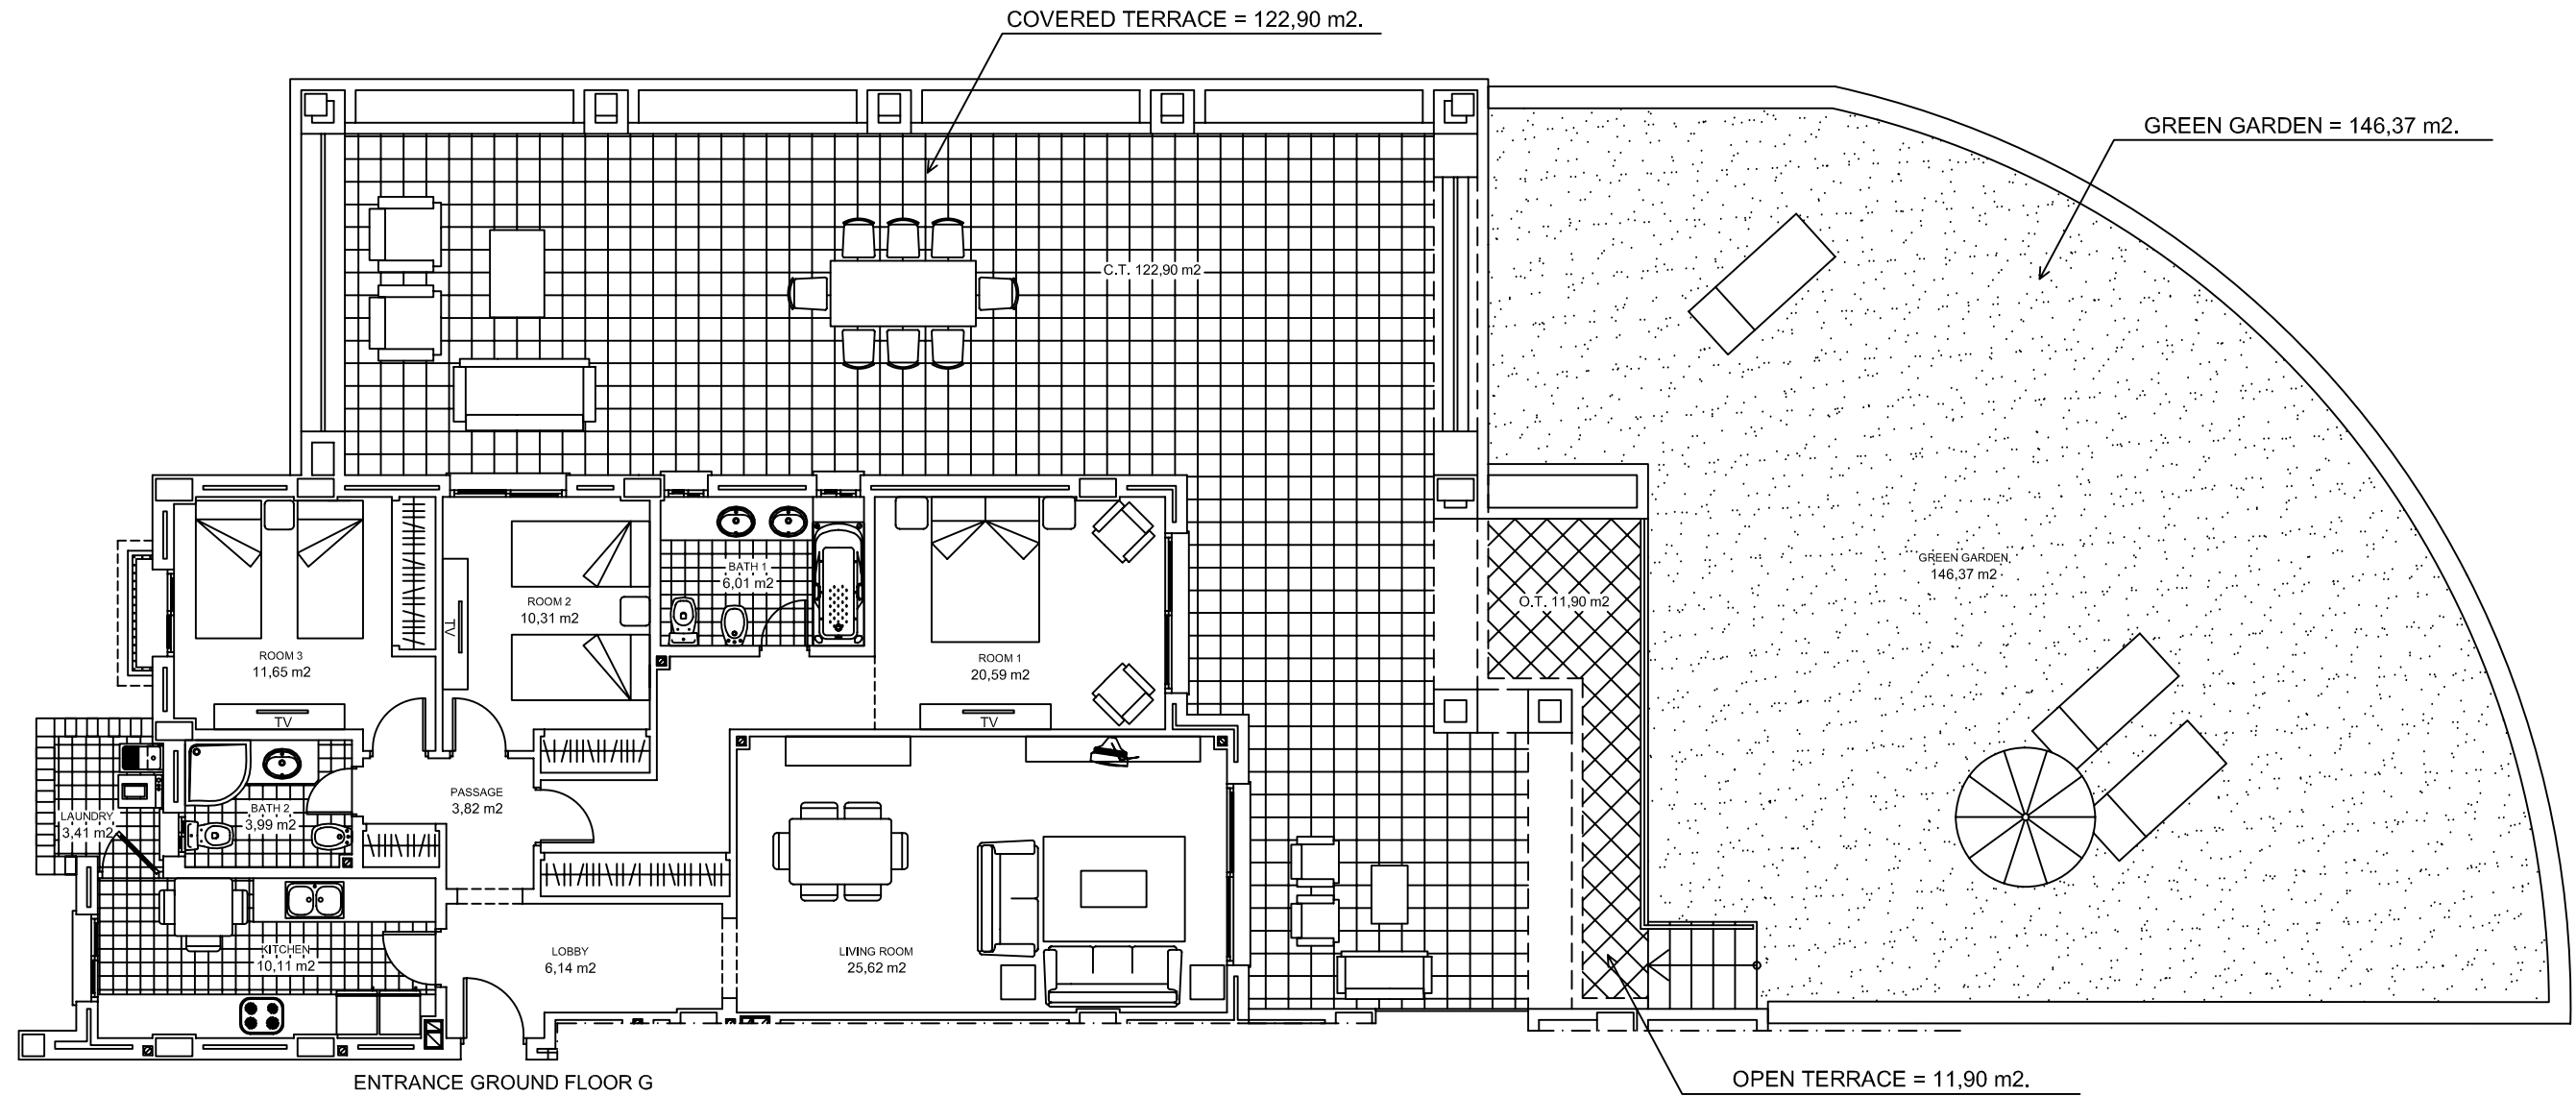 COVERED TERRACE = 122,90 m2.
GREEN GARDEN = 146,37 m2.
C.T. 122,90 m2
GREEN GARDEN
146,37 m2
BATH 1
6,01 m2
ROOM 2
10,31 m2
O.T. 11,90 m2
TV
ROOM 3
11,65 m2
ROOM 1
20,59 m2
TV
TV
PASSAGE
3,82 m2
BATH 2
3,99 m2
LAUNDRY
3,41 m2
KITCHEN
10,11 m2
LOBBY
6,14 m2
LIVING ROOM
25,62 m2
ENTRANCE GROUND FLOOR G
OPEN TERRACE = 11,90 m2.